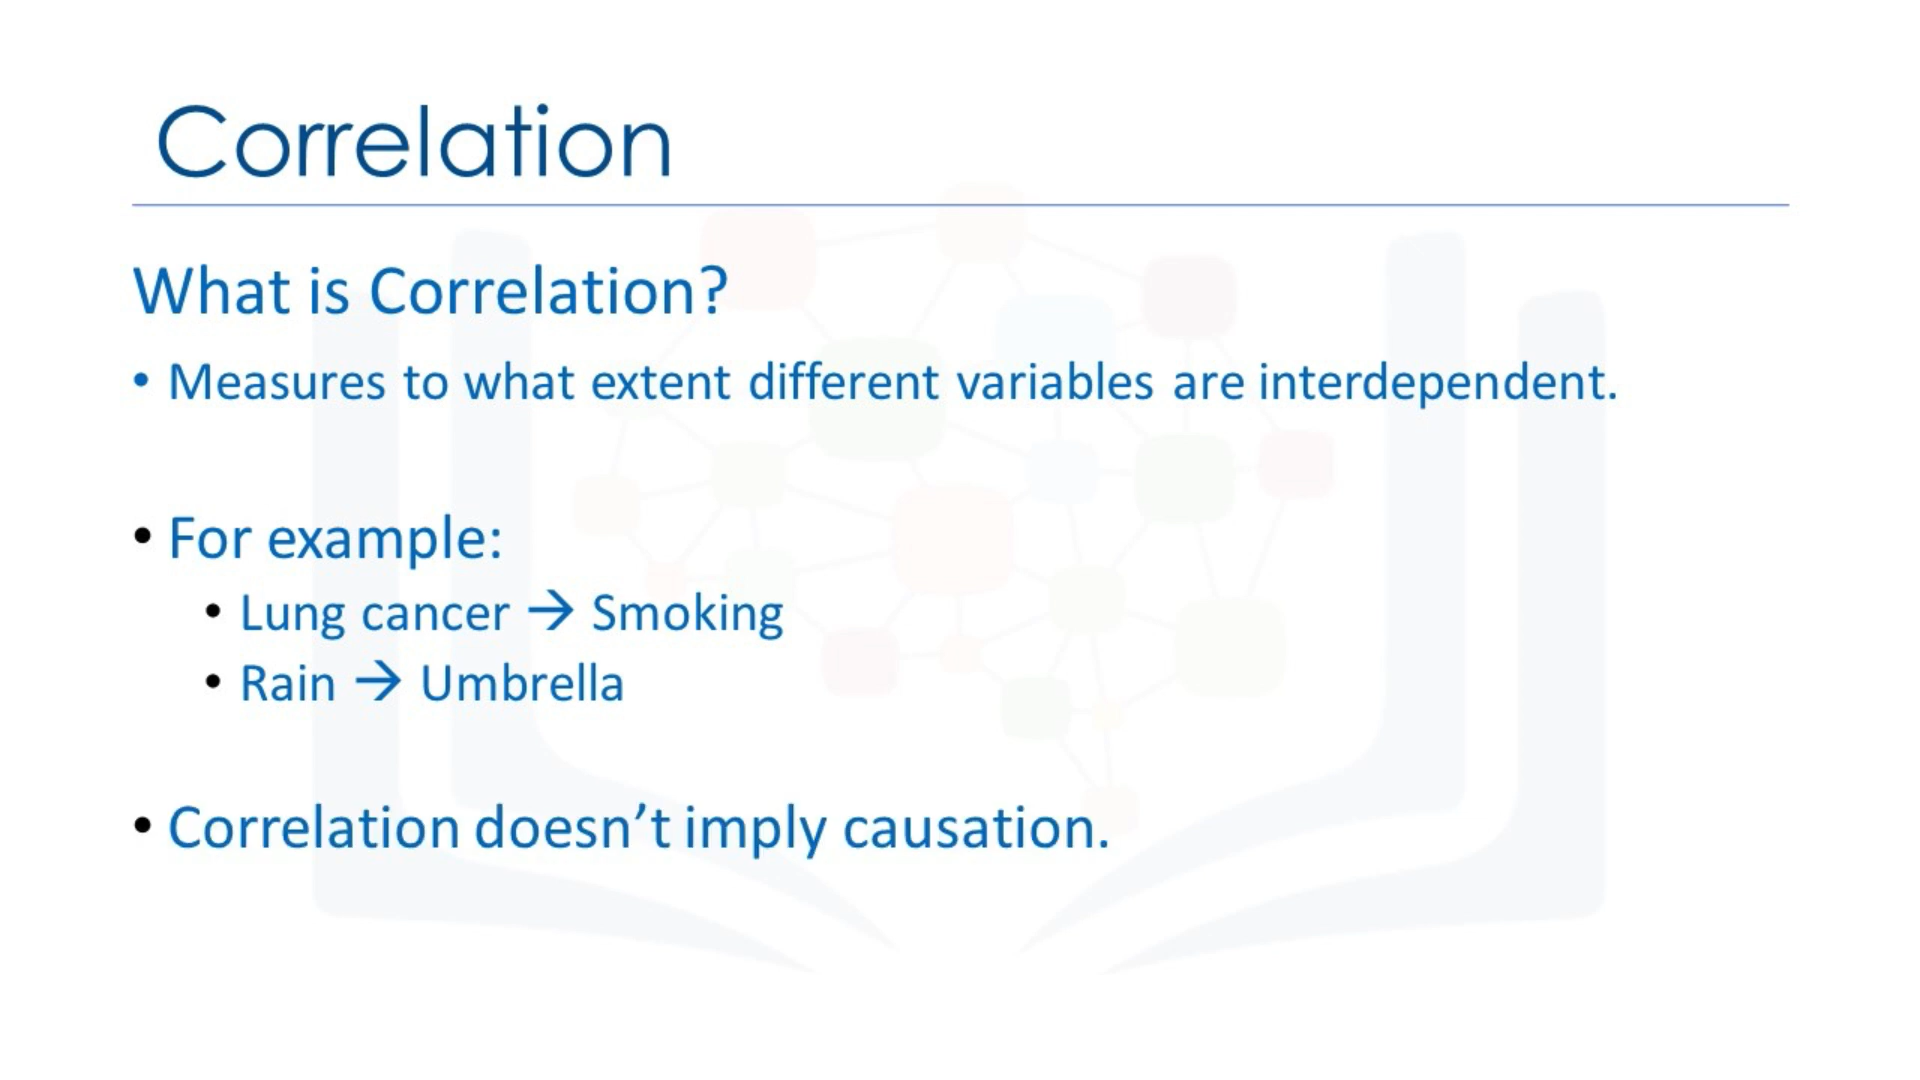 Correlation
What is Correlation?
• Measures to what extent different variables are interdependent.
• For example:
• Lung cancer → Smoking
• Rain → Umbrella
• Correlation doesn’t imply causation.